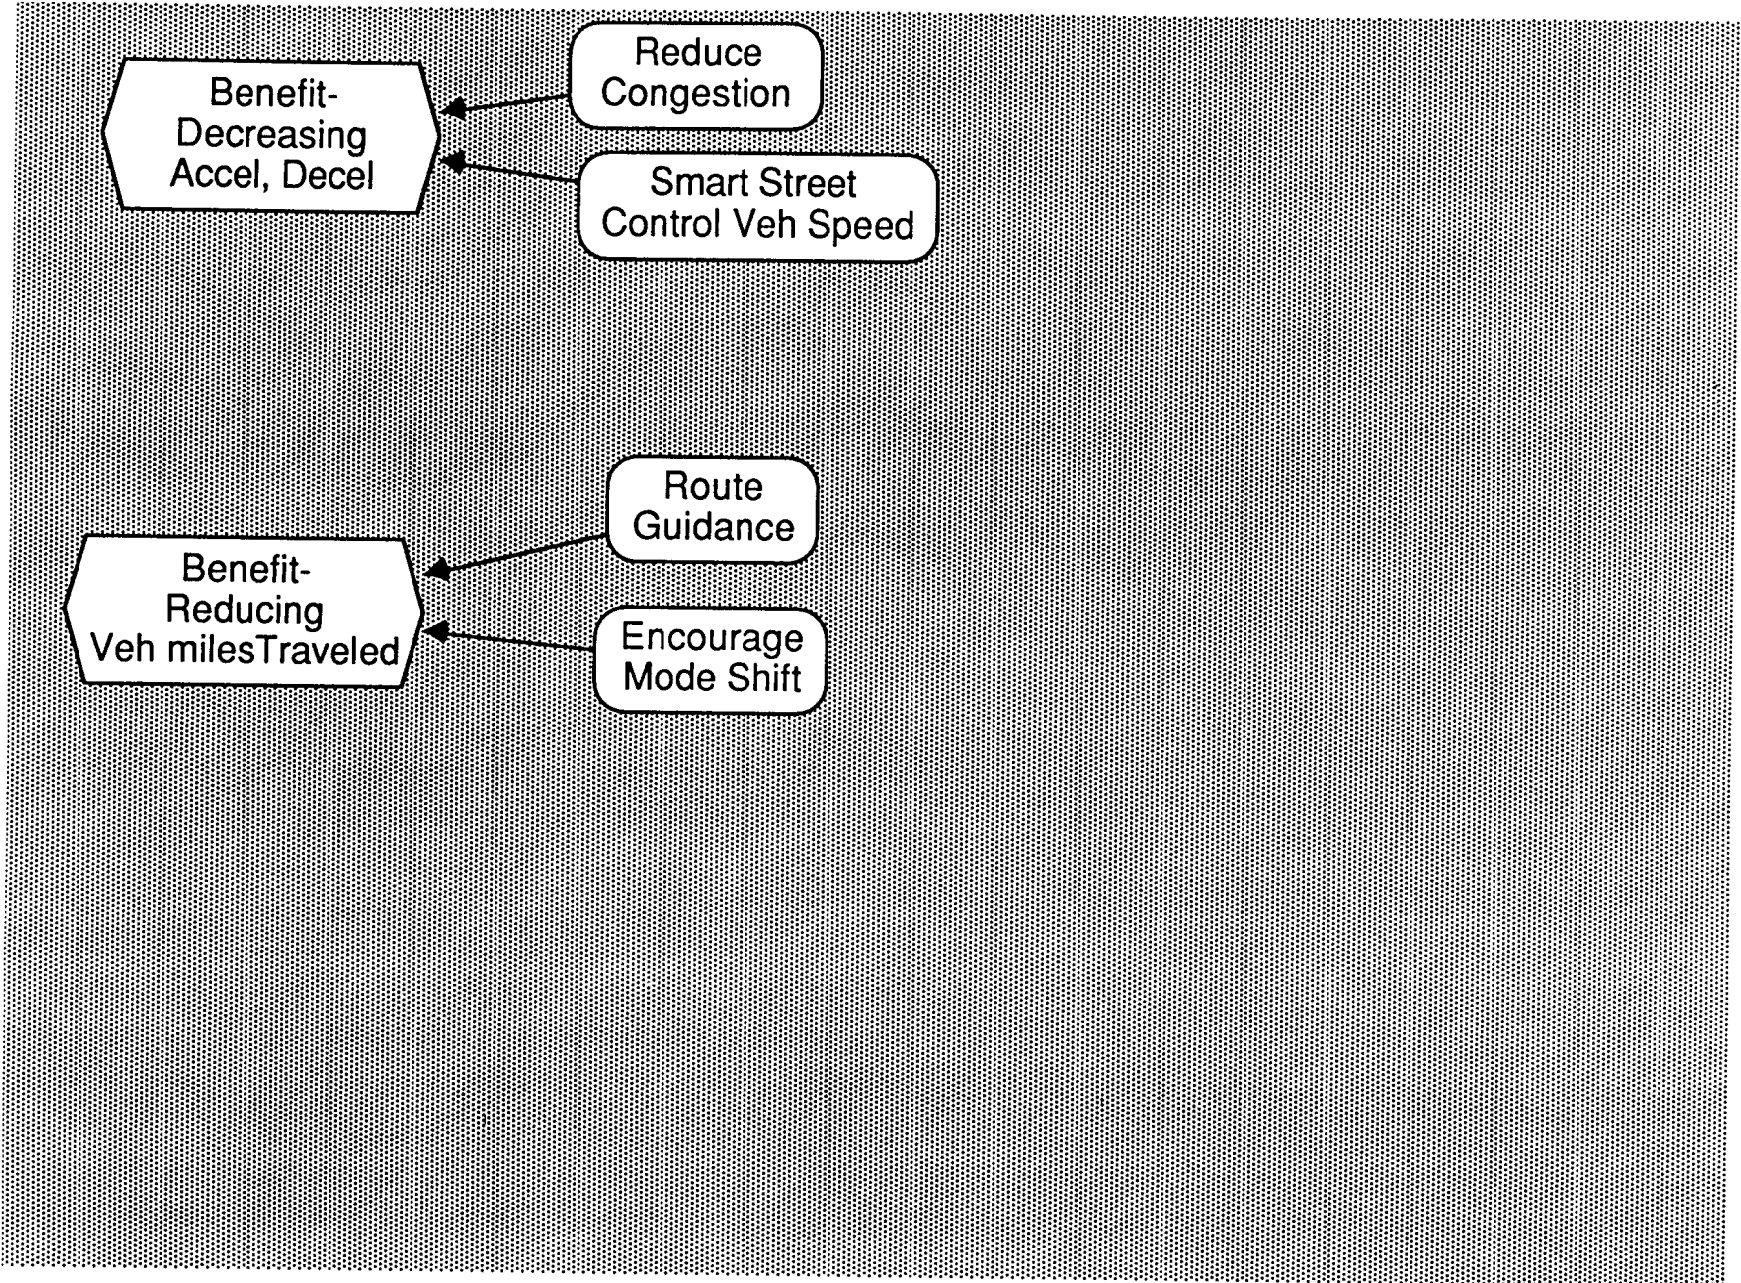 Reduce
Congestion
Benefit-
Decreasing
Accel, Decel
Smart Street
Control Veh Speed
Route
Guidance
Benefit-
Reducing
Veh milesTraveled
Encourage
Mode Shift